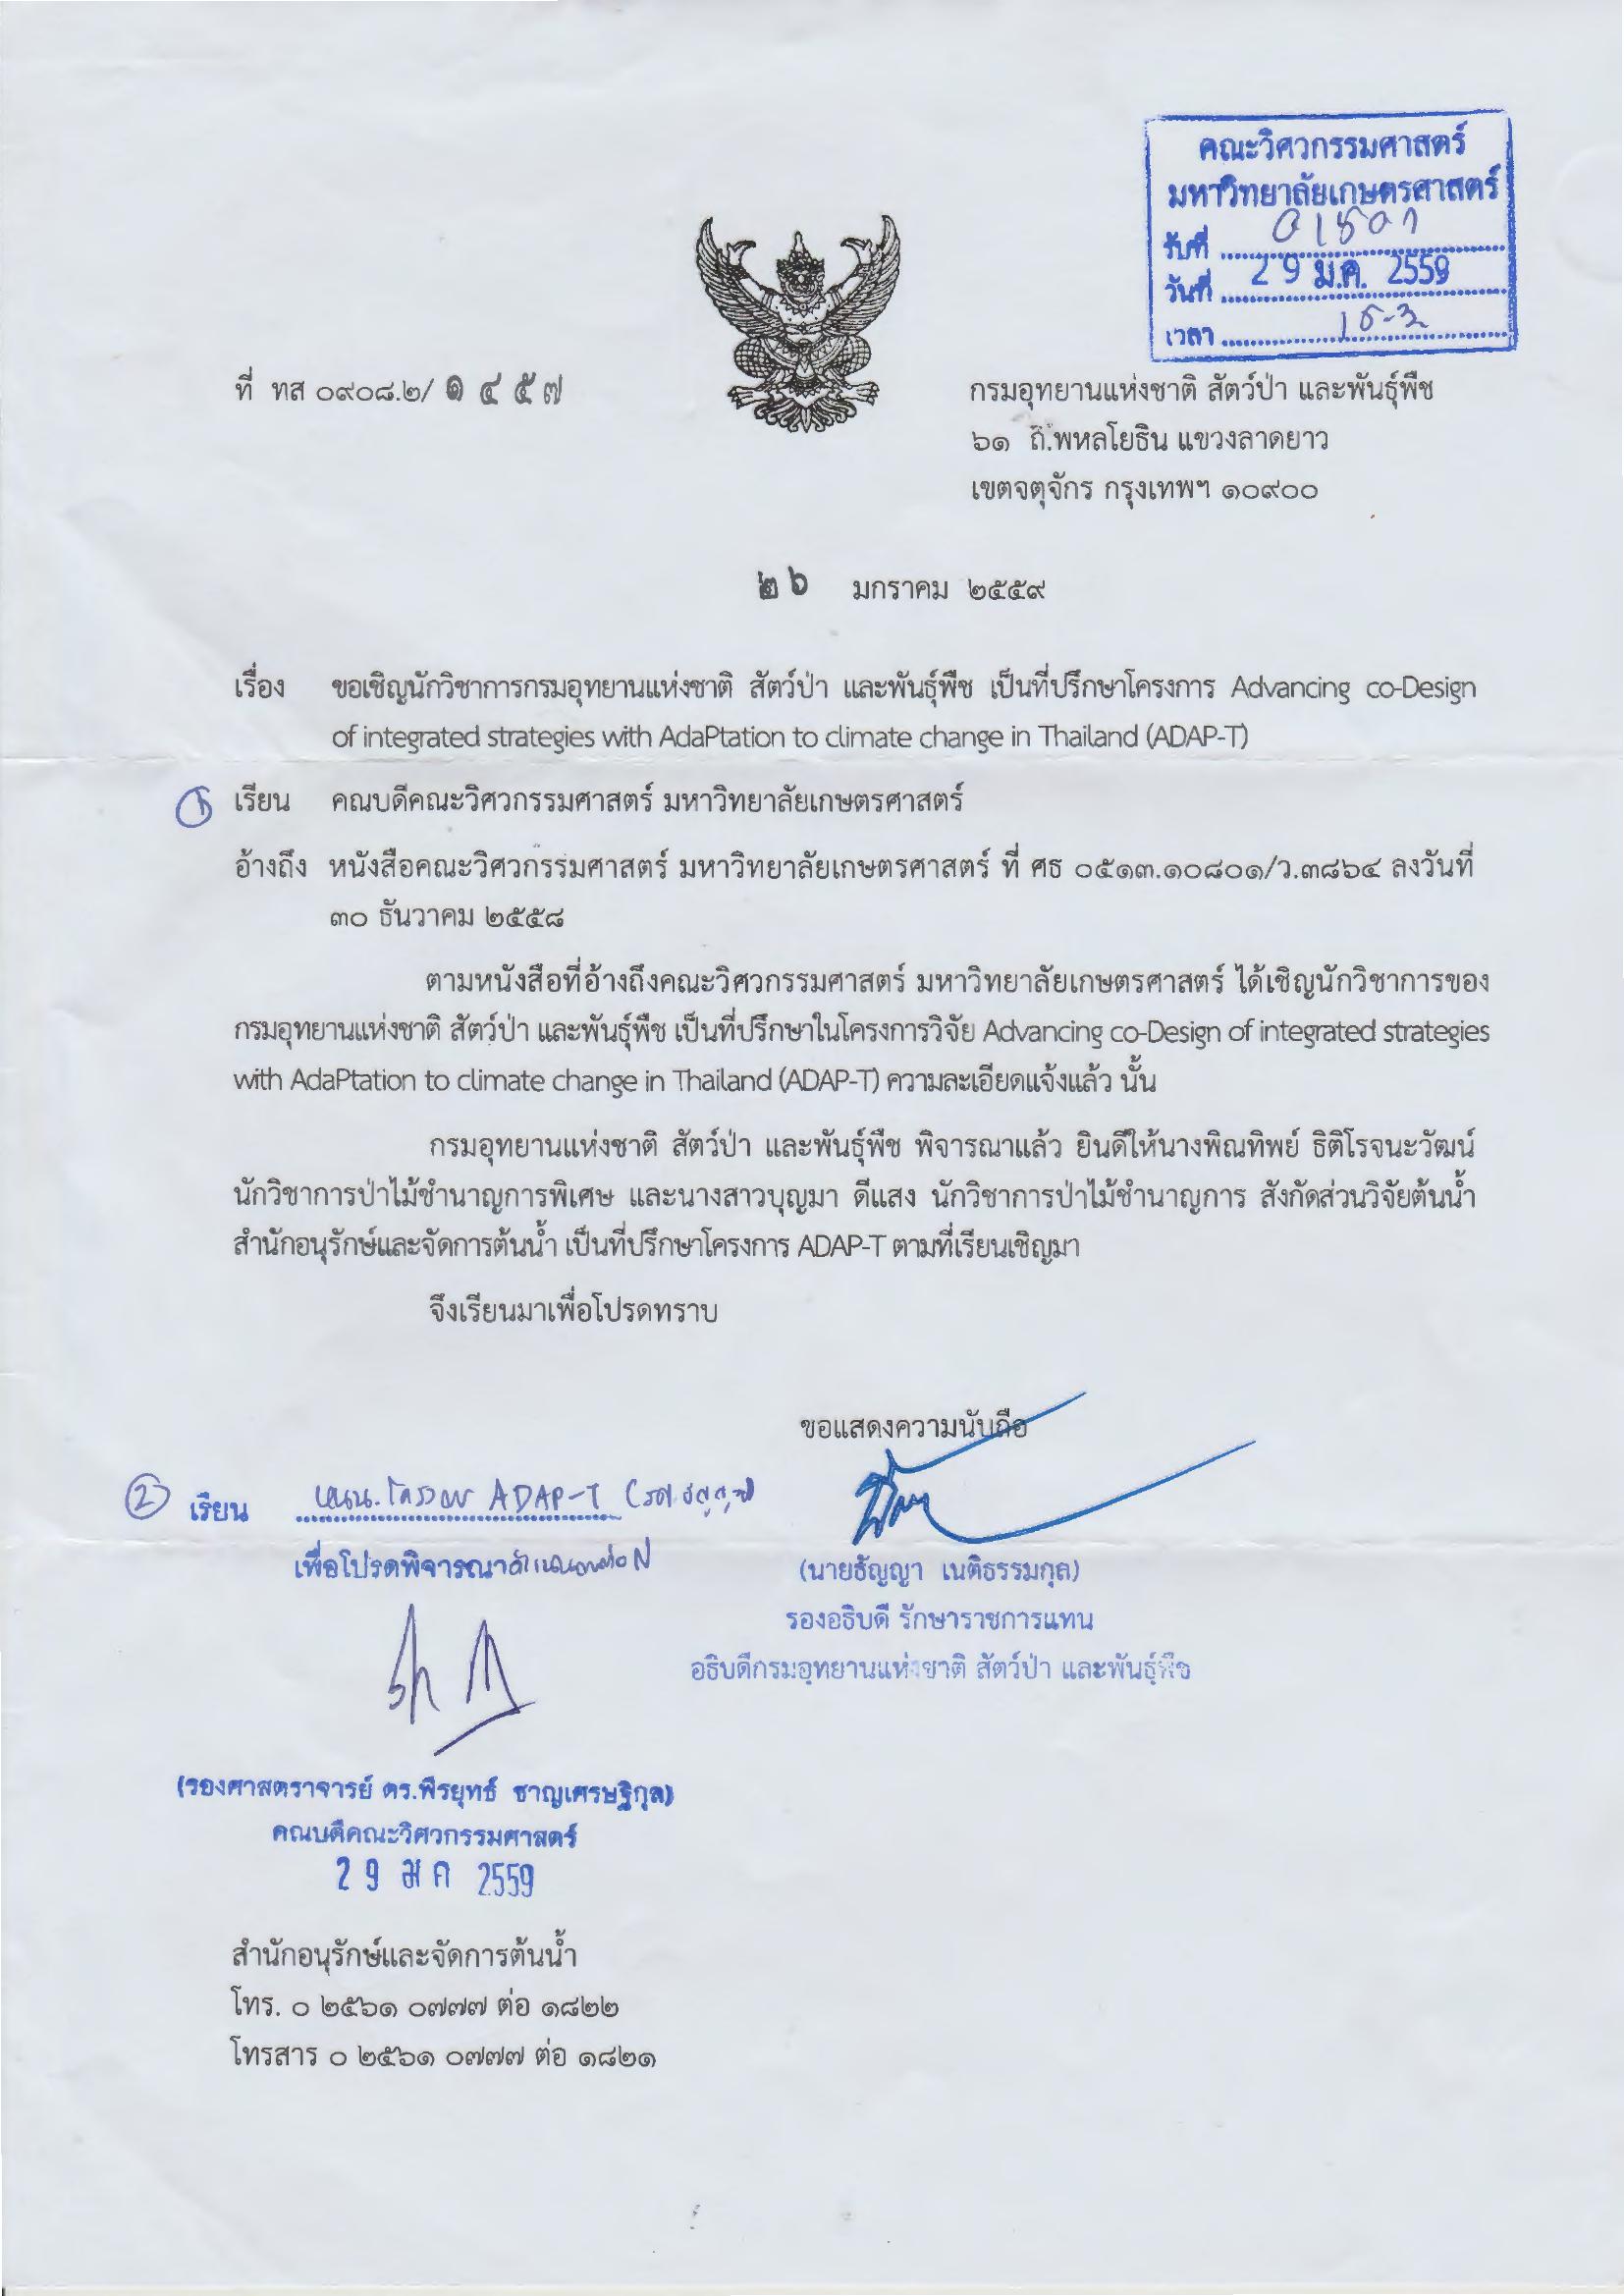 คณะวิศวกรรมศาสตร์
มหาวิทยาลัยเกษตรศาสตร์
รับที่
วันที่ 29 ม.ค. 2559
เวลา
ที่ ทส ๐๙๐๘.๒/ ๑๔๕๗
กรมอุทยานแห่งชาติ สัตว์ป่า และพันธุ์พืช
๖๑ ถ.พหลโยธิน แขวงลาดยาว
เขตจตุจักร กรุงเทพฯ ๑๐๙๐๐
๒๖ มกราคม ๒๕๕๙
เรื่อง ขอเชิญนักวิชาการกรมอุทยานแห่งชาติ สัตว์ป่า และพันธุ์พืช เป็นที่ปรึกษาโครงการ Advancing co-Design
of integrated strategies with AdaPtation to climate change in Thailand (ADAP-T)
เรียน คณบดีคณะวิศวกรรมศาสตร์ มหาวิทยาลัยเกษตรศาสตร์
อ้างถึง หนังสือคณะวิศวกรรมศาสตร์ มหาวิทยาลัยเกษตรศาสตร์ ที่ ศธ ๐๕๑๓.๑๐๘๐๑/ว.๓๘๖๔ ลงวันที่
๓๐ ธันวาคม ๒๕๕๘
ตามหนังสือที่อ้างถึงคณะวิศวกรรมศาสตร์ มหาวิทยาลัยเกษตรศาสตร์ ได้เชิญนักวิชาการของ
กรมอุทยานแห่งชาติ สัตว์ป่า และพันธุ์พืช เป็นที่ปรึกษาในโครงการวิจัย Advancing co-Design of integrated strategies
with AdaPtation to climate change in Thailand (ADAP-T) ความละเอียดแจ้งแล้ว นั้น
กรมอุทยานแห่งชาติ สัตว์ป่า และพันธุ์พืช พิจารณาแล้ว ยินดีให้นางพิณทิพย์ ธิติโรจนะวัฒน์
นักวิชาการป่าไม้ชำนาญการพิเศษ และนางสาวบุญมา ดีแสง นักวิชาการป่าไม้ชำนาญการ สังกัดส่วนวิจัยต้นน้ำ
สำนักอนุรักษ์และจัดการต้นน้ำ เป็นที่ปรึกษาโครงการ ADAP-T ตามที่เรียนเชิญมา
จึงเรียนมาเพื่อโปรดทราบ
ขอแสดงความนับถือ
(นายธัญญา เนติธรรมกุล)
รองอธิบดี รักษาราชการแทน
อธิบดีกรมอุทยานแห่งชาติ สัตว์ป่า และพันธุ์พืช
② เรียน ADAP-T
เพื่อโปรดพิจารณา
(รองศาสตราจารย์ ดร.พีรยุทธ์ ชาญเศรษฐิกุล)
คณบดีคณะวิศวกรรมศาสตร์
29 ม ค 2559
สำนักอนุรักษ์และจัดการต้นน้ำ
โทร. ๐ ๒๕๖๑ ๐๗๗๗ ต่อ ๑๘๒๒
โทรสาร ๐ ๒๕๖๑ ๐๗๗๗ ต่อ ๑๘๒๑